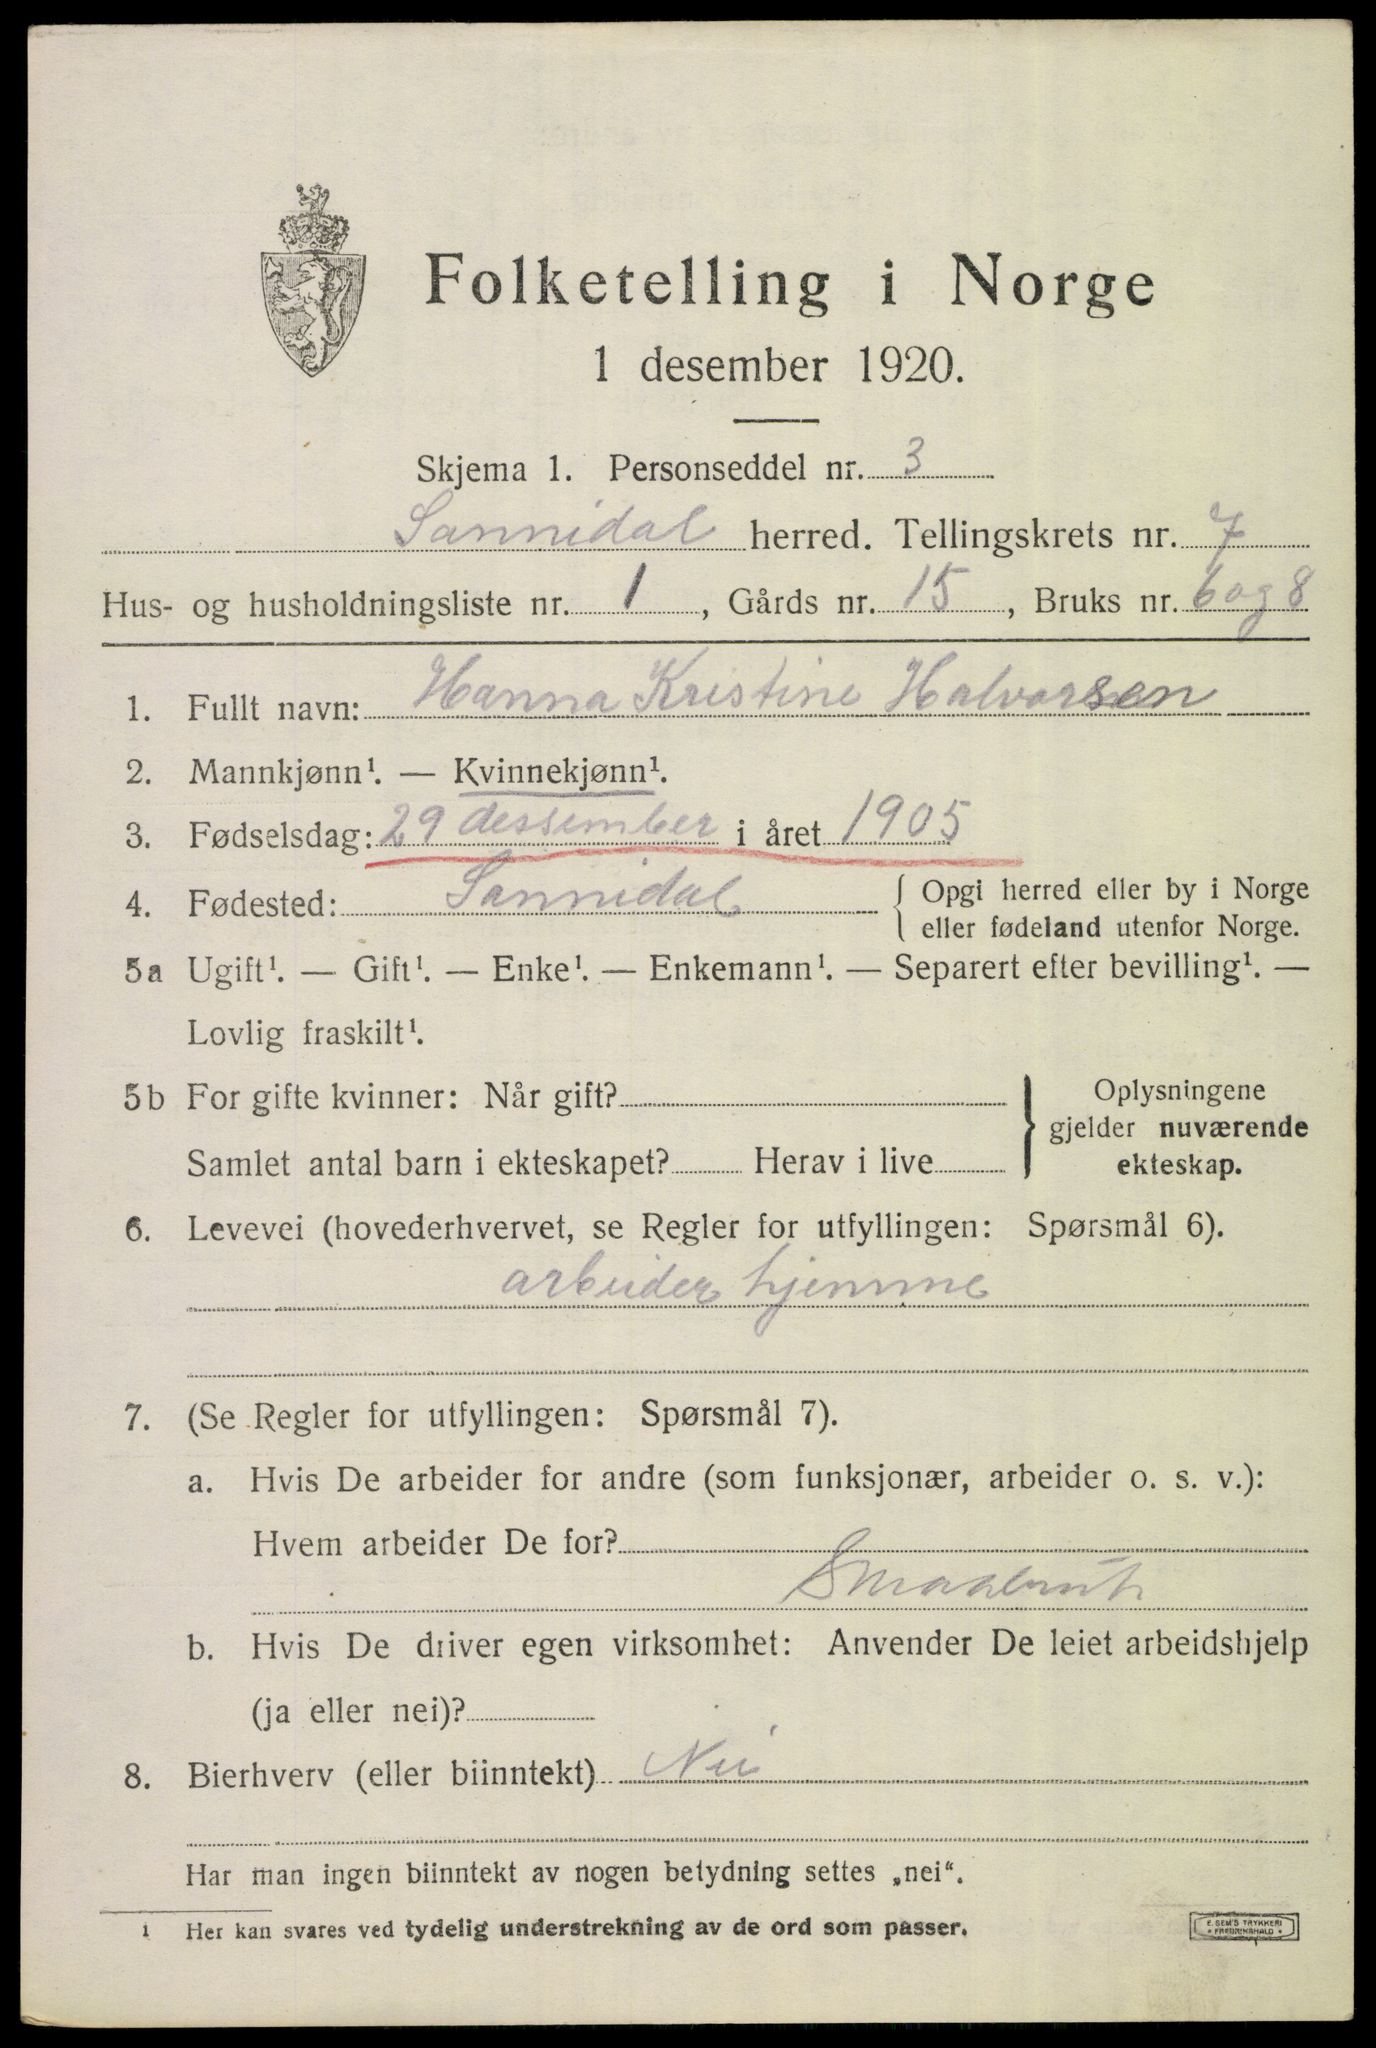 Folketelling i Norge
1 desember 1920.
Skjema 1. Personseddel nr. 3
Sannidal herred. Tellingskrets nr. 7
Hus- og husholdningsliste nr. 1, Gårds nr. 15, Bruks nr. 6 og 8
1. Fullt navn: Hanna Kristine Halvorsen
2. Mannkjønn¹. — Kvinnekjønn¹.
3. Fødselsdag: 29 dessember i året 1905
4. Fødested: Sannidal { Opgi herred eller by i Norge
eller fødeland utenfor Norge.
5a Ugift¹. — Gift¹. — Enke¹. — Enkemann¹. — Separert efter bevilling¹. —
Lovlig fraskilt¹.
5b For gifte kvinner: Når gift?
Samlet antal barn i ekteskapet? Herav i live
} Oplysningene
gjelder nuværende
ekteskap.
6. Levevei (hovederhvervet, se Regler for utfyllingen: Spørsmål 6).
arbeider hjemme
7. (Se Regler for utfyllingen: Spørsmål 7).
a. Hvis De arbeider for andre (som funksjonær, arbeider o. s. v.):
Hvem arbeider De for?
Smaabruk
b. Hvis De driver egen virksomhet: Anvender De leiet arbeidshjelp
(ja eller nei)?
8. Bierhverv (eller biinntekt) Nei
Har man ingen biinntekt av nogen betydning settes „nei“.
1 Her kan svares ved tydelig understrekning av de ord som passer.
E. SEM'S TRYKKERI
• FREDRIKSHALD •